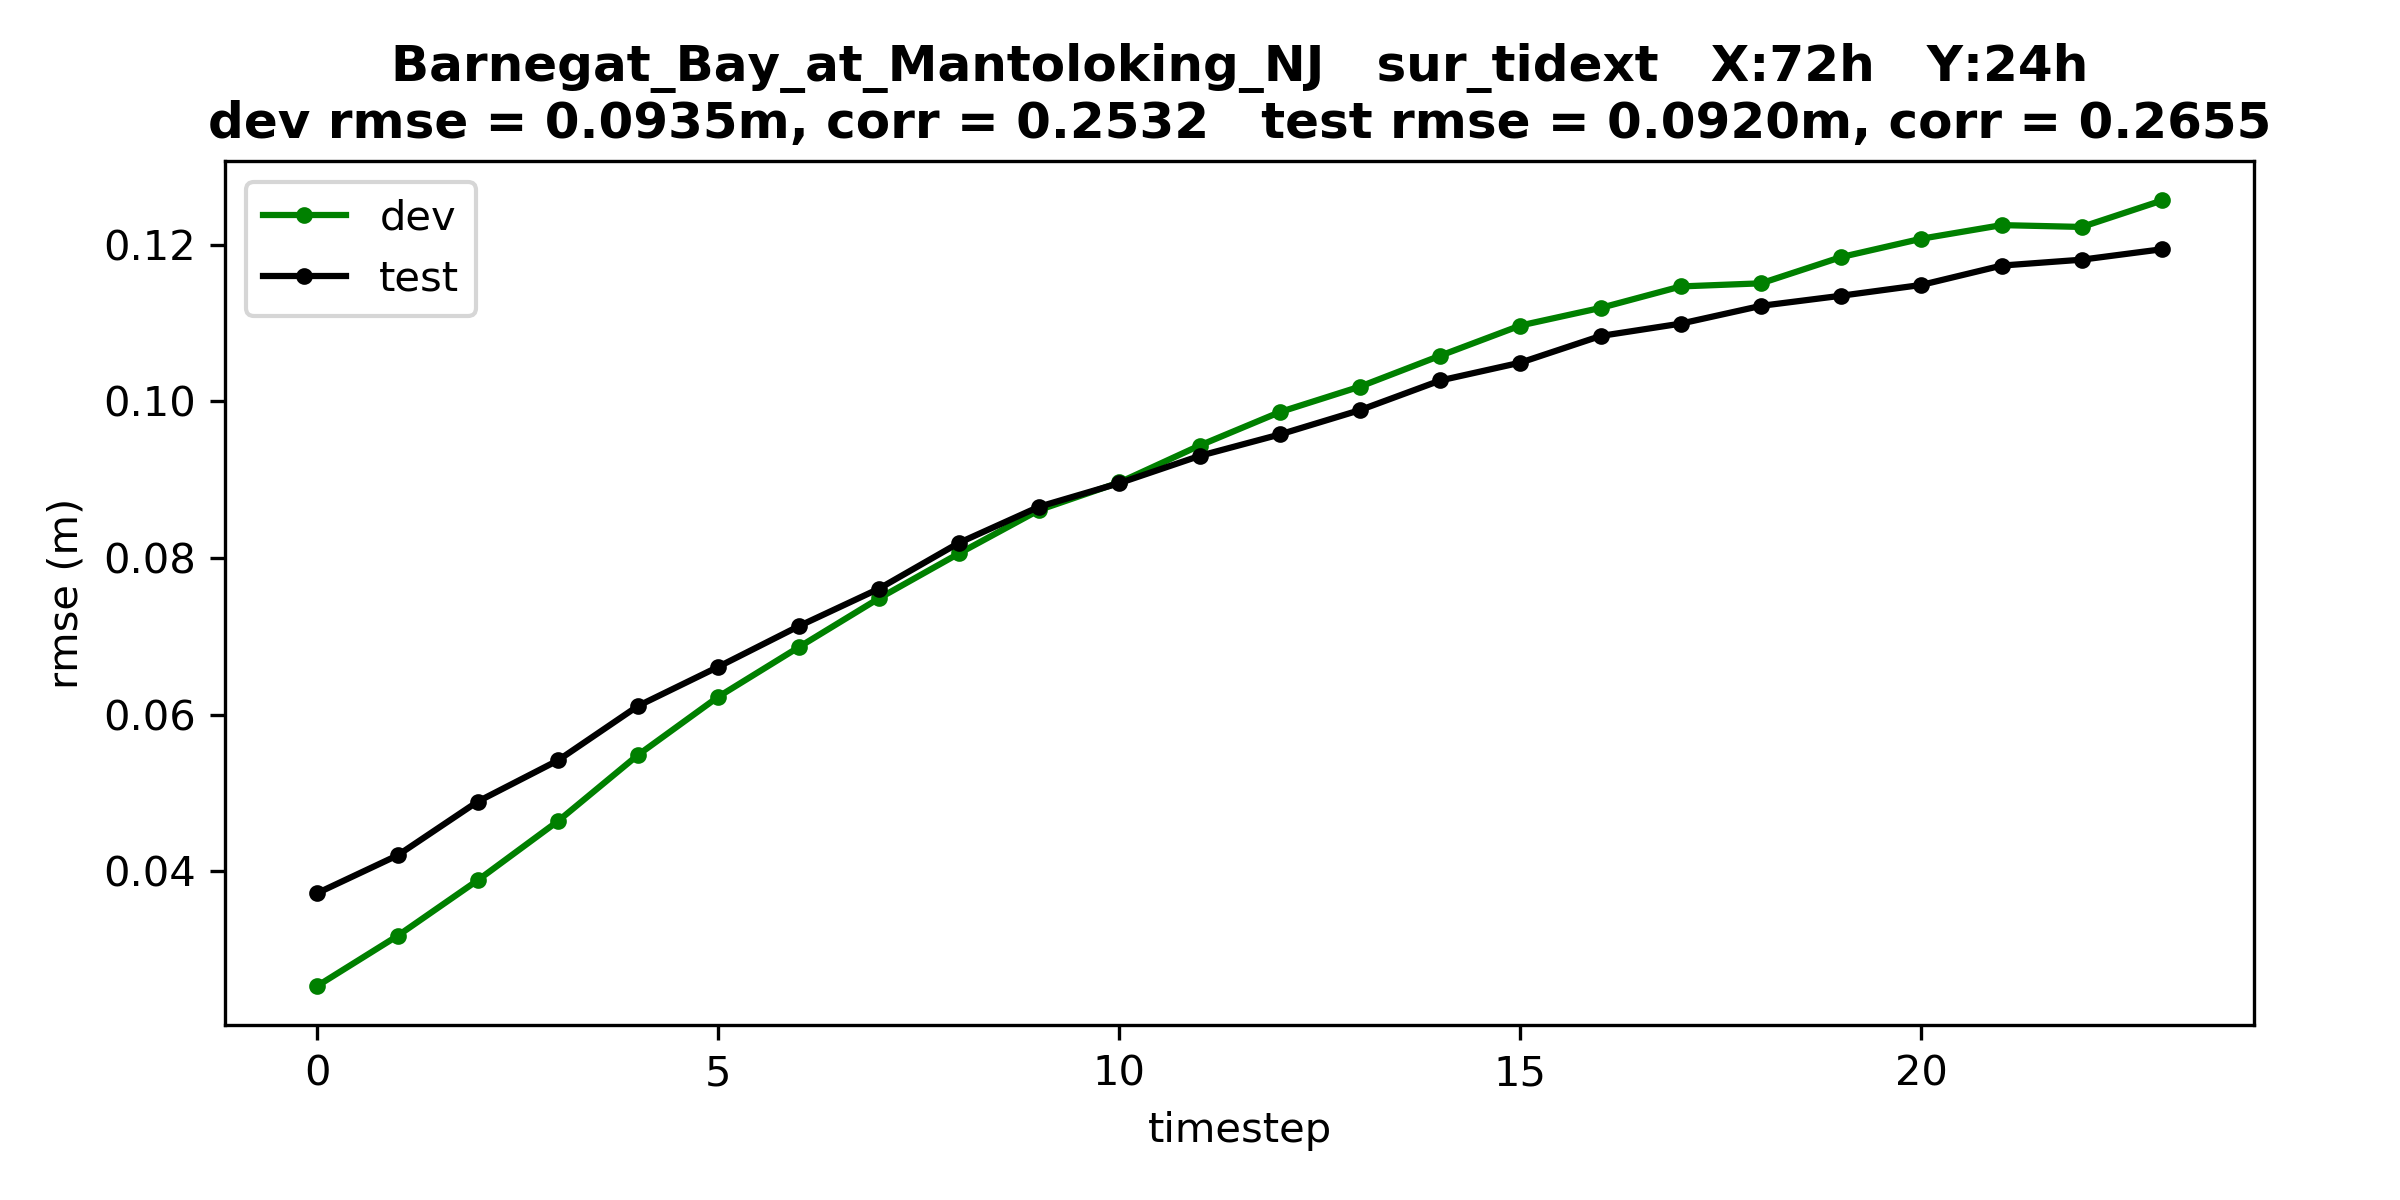 Barnegat_Bay_at_Mantoloking_NJ   sur_tidext   X:72h   Y:24h
dev rmse = 0.0935m, corr = 0.2532   test rmse = 0.0920m, corr = 0.2655
dev
test
0.12
0.10
0.08
0.06
0.04
rmse (m)
0 5 10 15 20
timestep